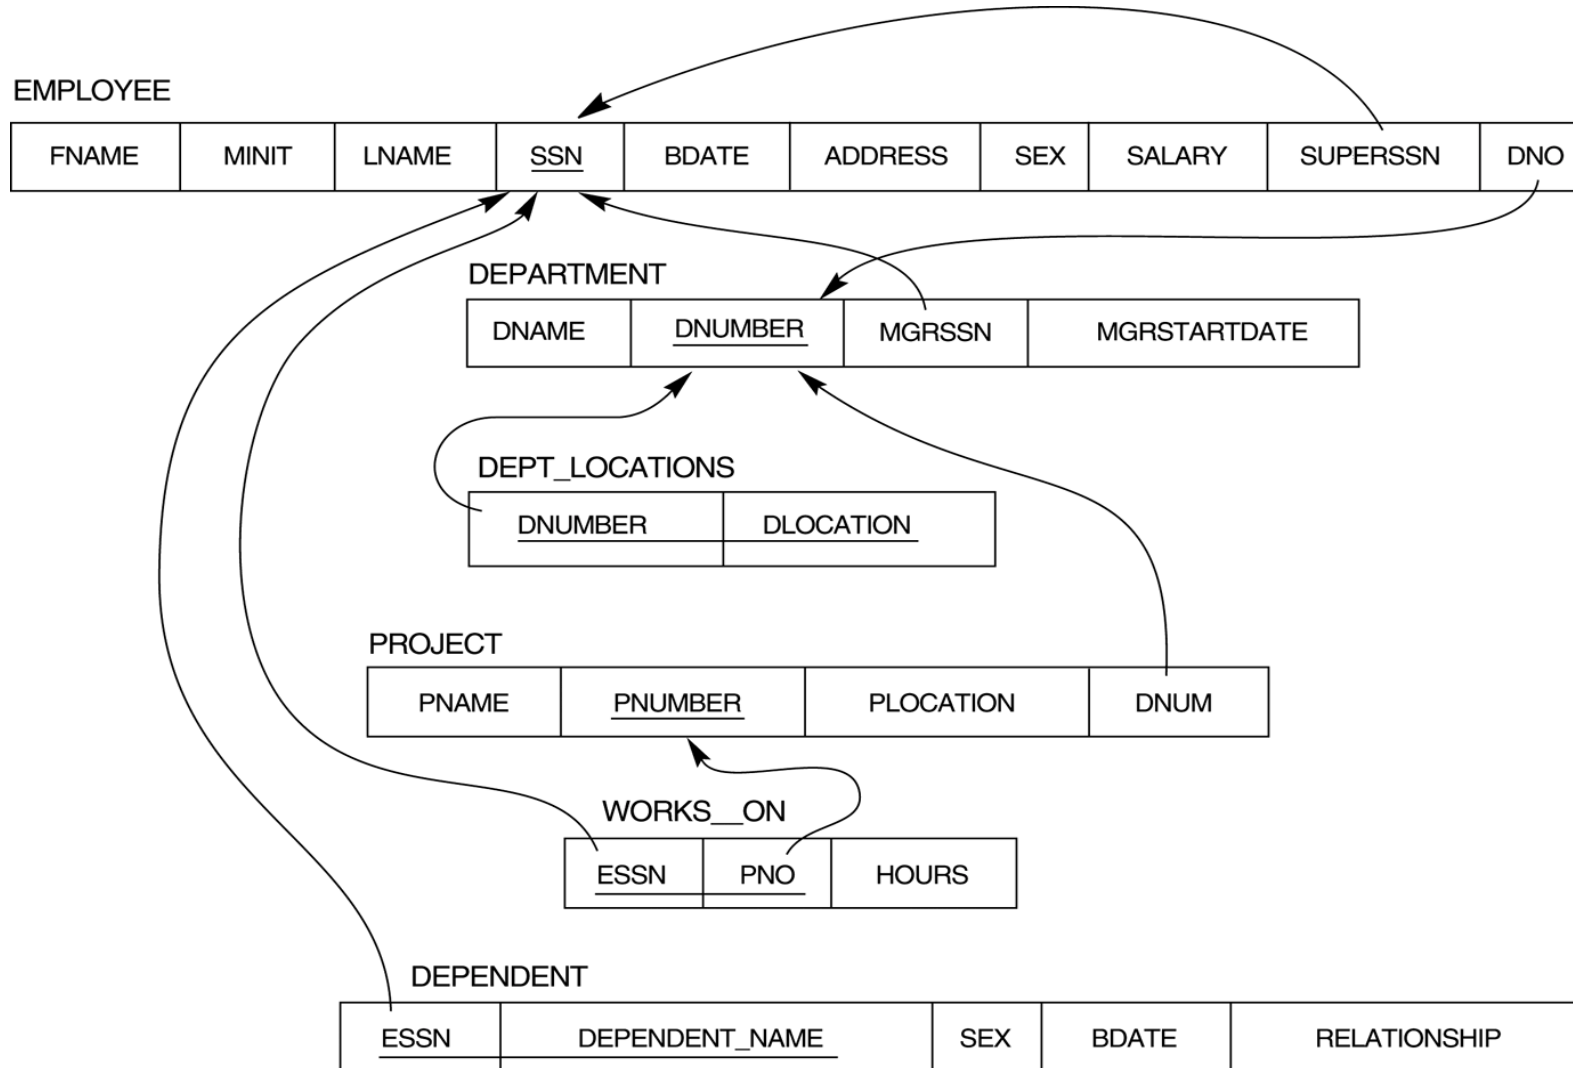 EMPLOYEE
FNAME MINIT LNAME SSN BDATE ADDRESS SEX SALARY SUPERSSN DNO
DEPARTMENT
DNAME DNUMBER MGRSSN MGRSTARTDATE
DEPT_LOCATIONS
DNUMBER DLOCATION
PROJECT
PNAME PNUMBER PLOCATION DNUM
WORKS__ON
ESSN PNO HOURS
DEPENDENT
ESSN DEPENDENT_NAME SEX BDATE RELATIONSHIP